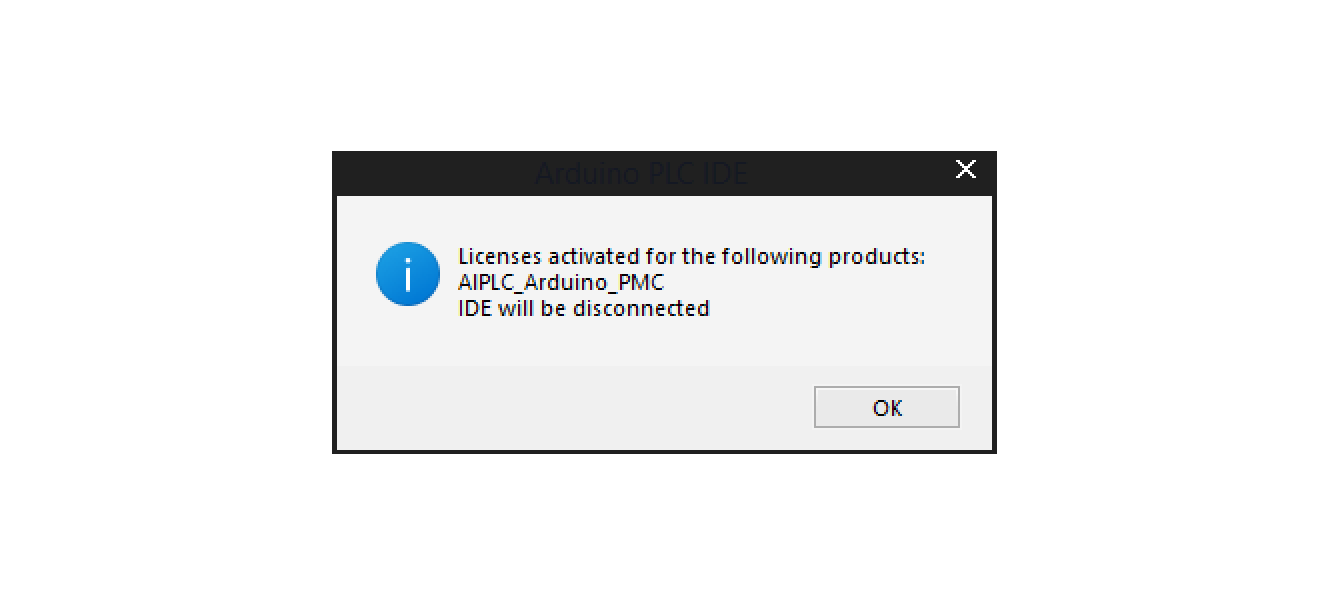 Arduino PLC IDE
Licenses activated for the following products:
AIPLC_Arduino_PMC
IDE will be disconnected
OK